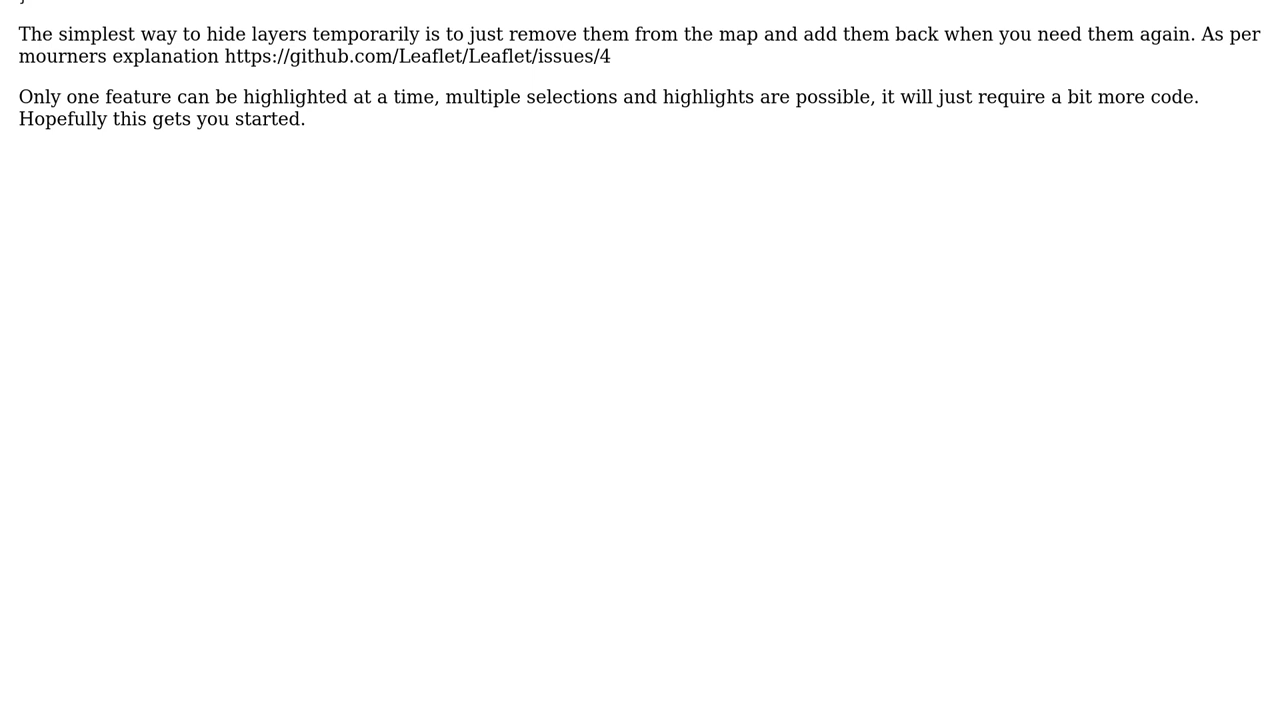 The simplest way to hide layers temporarily is to just remove them from the map and add them back when you need them again. As per
mourners explanation https://github.com/Leaflet/Leaflet/issues/4
Only one feature can be highlighted at a time, multiple selections and highlights are possible, it will just require a bit more code.
Hopefully this gets you started.